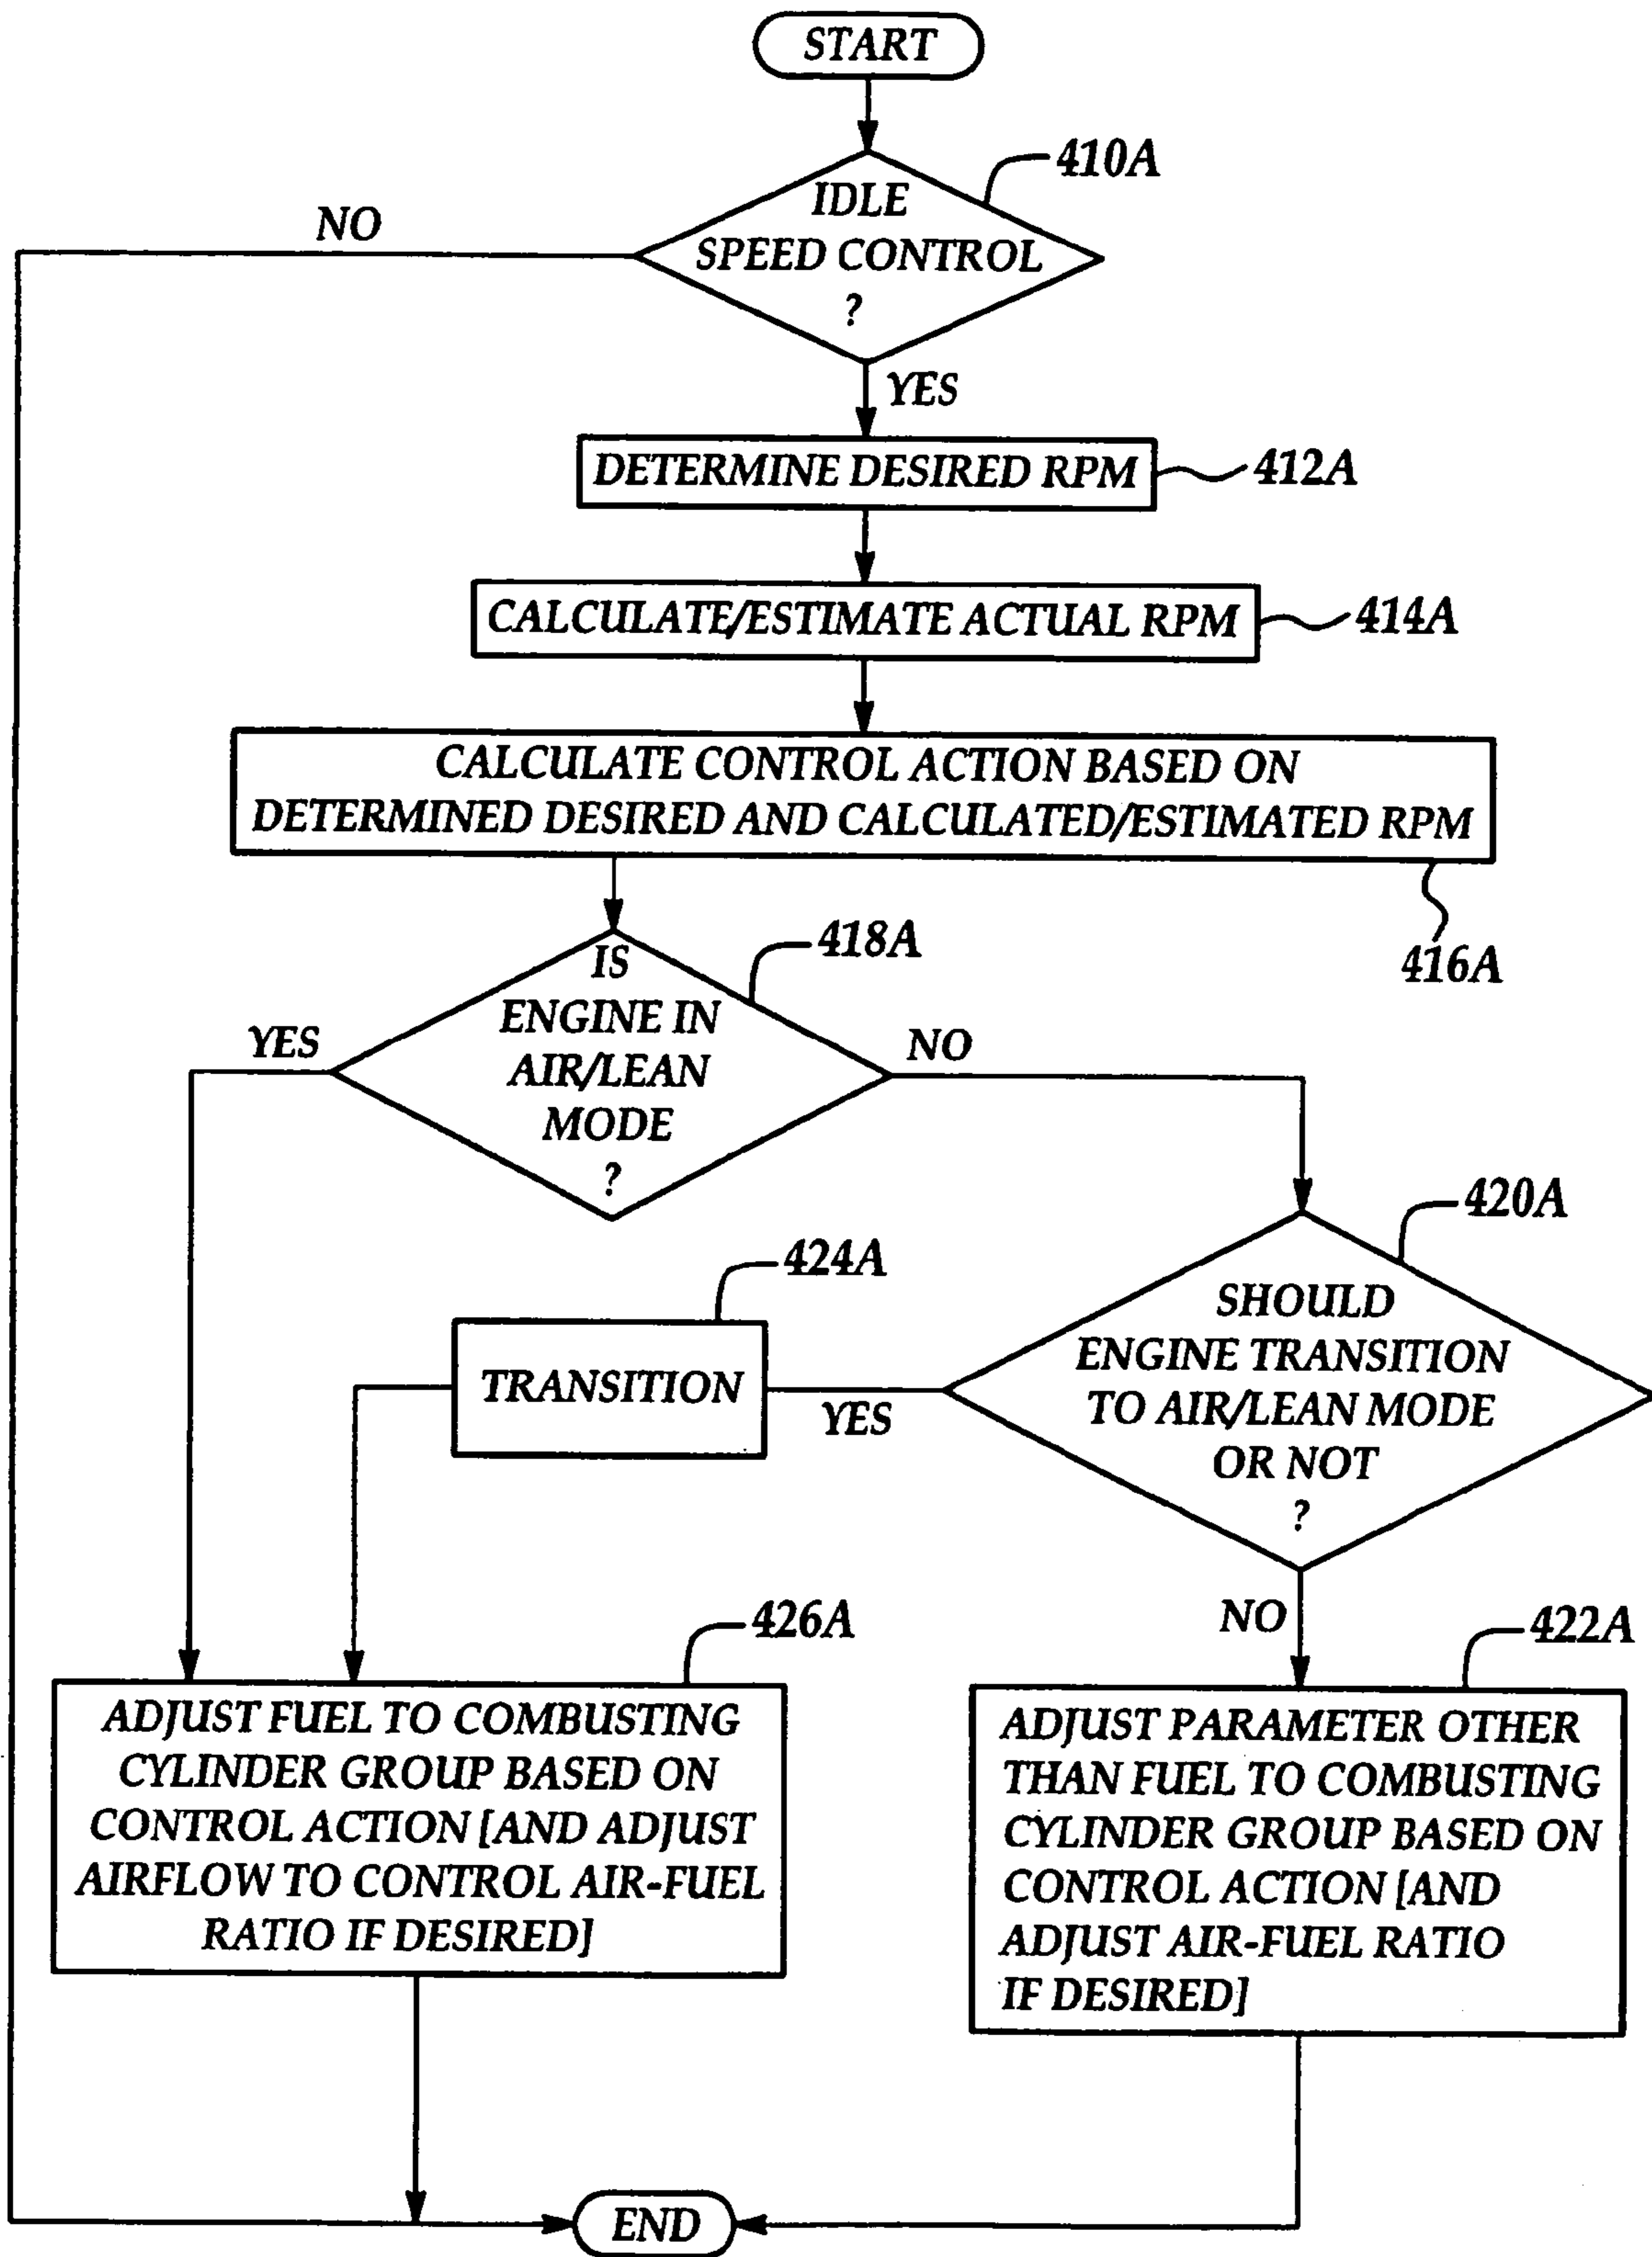 START
410A
IDLE
SPEED CONTROL
?
NO
YES
DETERMINE DESIRED RPM
412A
CALCULATE/ESTIMATE ACTUAL RPM
414A
CALCULATE CONTROL ACTION BASED ON
DETERMINED DESIRED AND CALCULATED/ESTIMATED RPM
416A
418A
IS
ENGINE IN
AIR/LEAN
MODE
?
YES
NO
420A
SHOULD
ENGINE TRANSITION
TO AIR/LEAN MODE
OR NOT
?
424A
TRANSITION
YES
NO
426A
ADJUST FUEL TO COMBUSTING
CYLINDER GROUP BASED ON
CONTROL ACTION [AND ADJUST
AIRFLOW TO CONTROL AIR-FUEL
RATIO IF DESIRED]
422A
ADJUST PARAMETER OTHER
THAN FUEL TO COMBUSTING
CYLINDER GROUP BASED ON
CONTROL ACTION [AND
ADJUST AIR-FUEL RATIO
IF DESIRED]
END